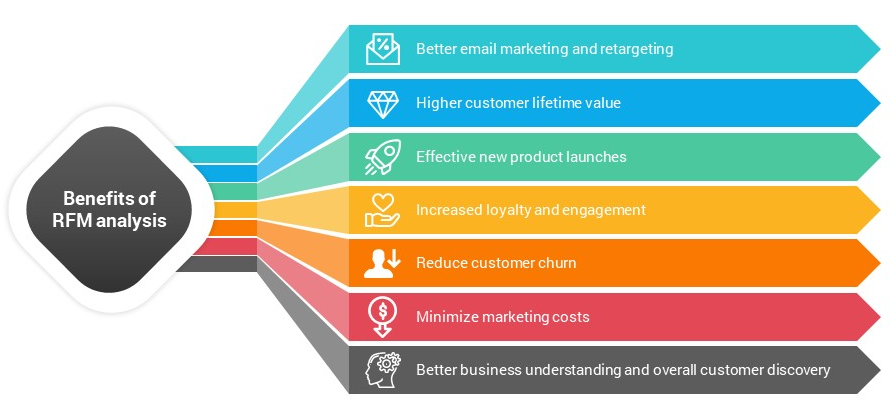 Benefits of
RFM analysis
Better email marketing and retargeting
Higher customer lifetime value
Effective new product launches
Increased loyalty and engagement
Reduce customer churn
Minimize marketing costs
Better business understanding and overall customer discovery